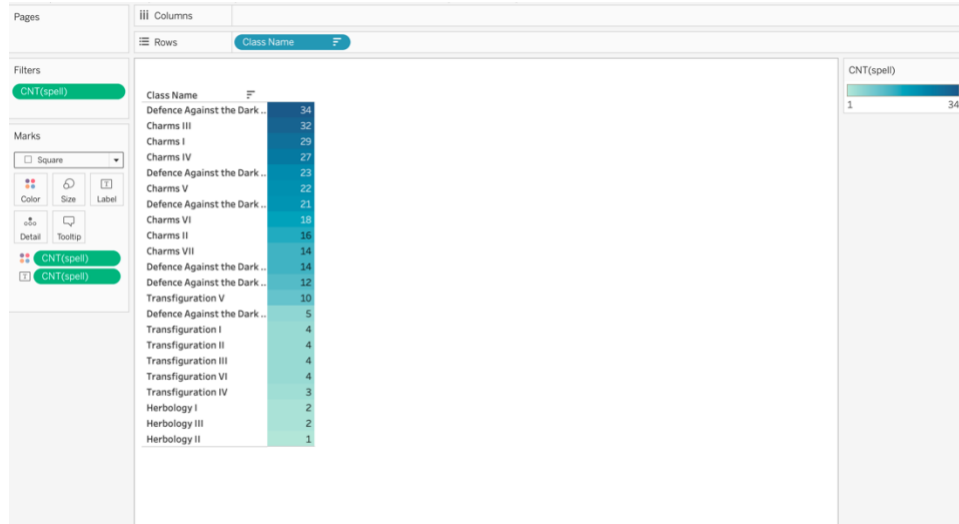 Pages
Columns
Rows
Class Name
Filters
CNT(spell)
Marks
Square
Color
Size
Label
Detail
Tooltip
CNT(spell)
CNT(spell)
Class Name
Defence Against the Dark .. 34
Charms III 32
Charms I 29
Charms IV 27
Defence Against the Dark .. 23
Charms V 22
Defence Against the Dark .. 21
Charms VI 18
Charms II 16
Charms VII 14
Defence Against the Dark .. 14
Defence Against the Dark .. 12
Transfiguration V 10
Defence Against the Dark .. 5
Transfiguration I 4
Transfiguration II 4
Transfiguration III 4
Transfiguration VI 4
Transfiguration IV 3
Herbology I 2
Herbology III 2
Herbology II 1
CNT(spell)
1 34